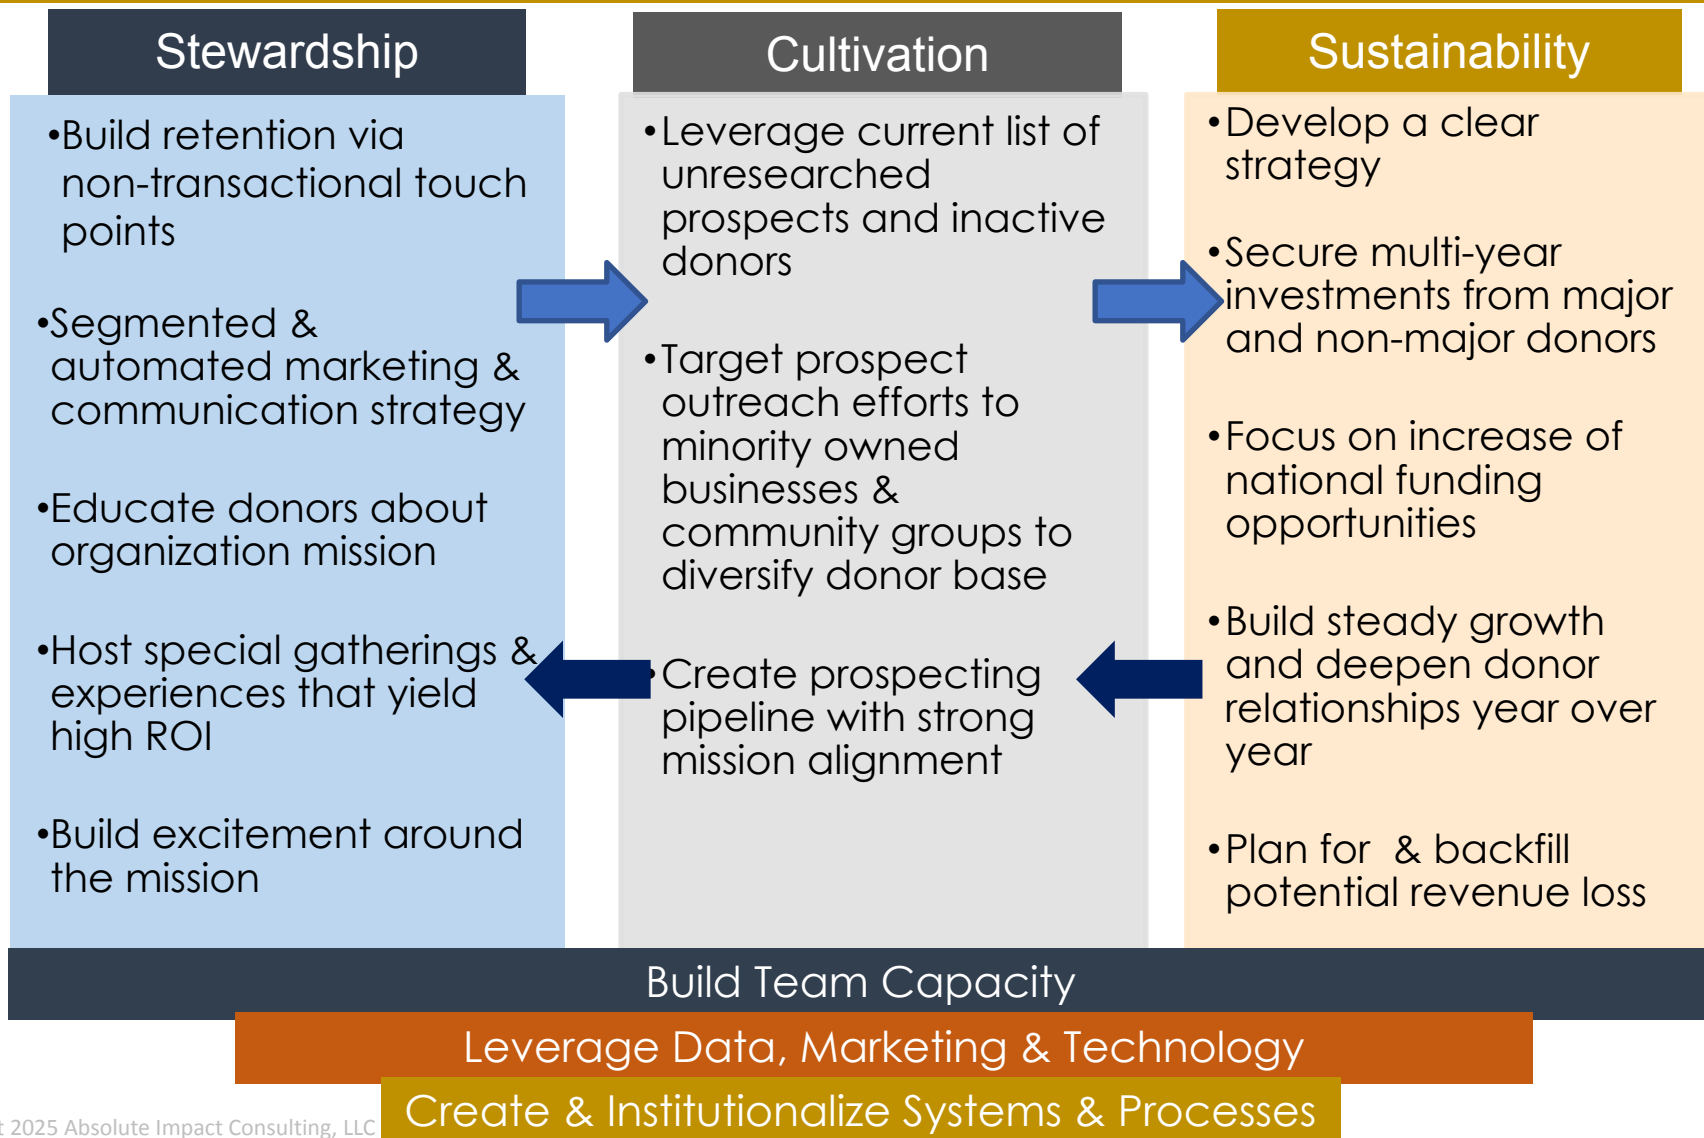 Stewardship
•Build retention via
non-transactional touch
points
•Segmented &
automated marketing &
communication strategy
•Educate donors about
organization mission
•Host special gatherings &
experiences that yield
high ROI
•Build excitement around
the mission
Cultivation
•Leverage current list of
unresearched
prospects and inactive
donors
•Target prospect
outreach efforts to
minority owned
businesses &
community groups to
diversify donor base
•Create prospecting
pipeline with strong
mission alignment
Sustainability
•Develop a clear
strategy
•Secure multi-year
investments from major
and non-major donors
•Focus on increase of
national funding
opportunities
•Build steady growth
and deepen donor
relationships year over
year
•Plan for & backfill
potential revenue loss
Build Team Capacity
Leverage Data, Marketing & Technology
Create & Institutionalize Systems & Processes
2025 Absolute Impact Consulting, LLC